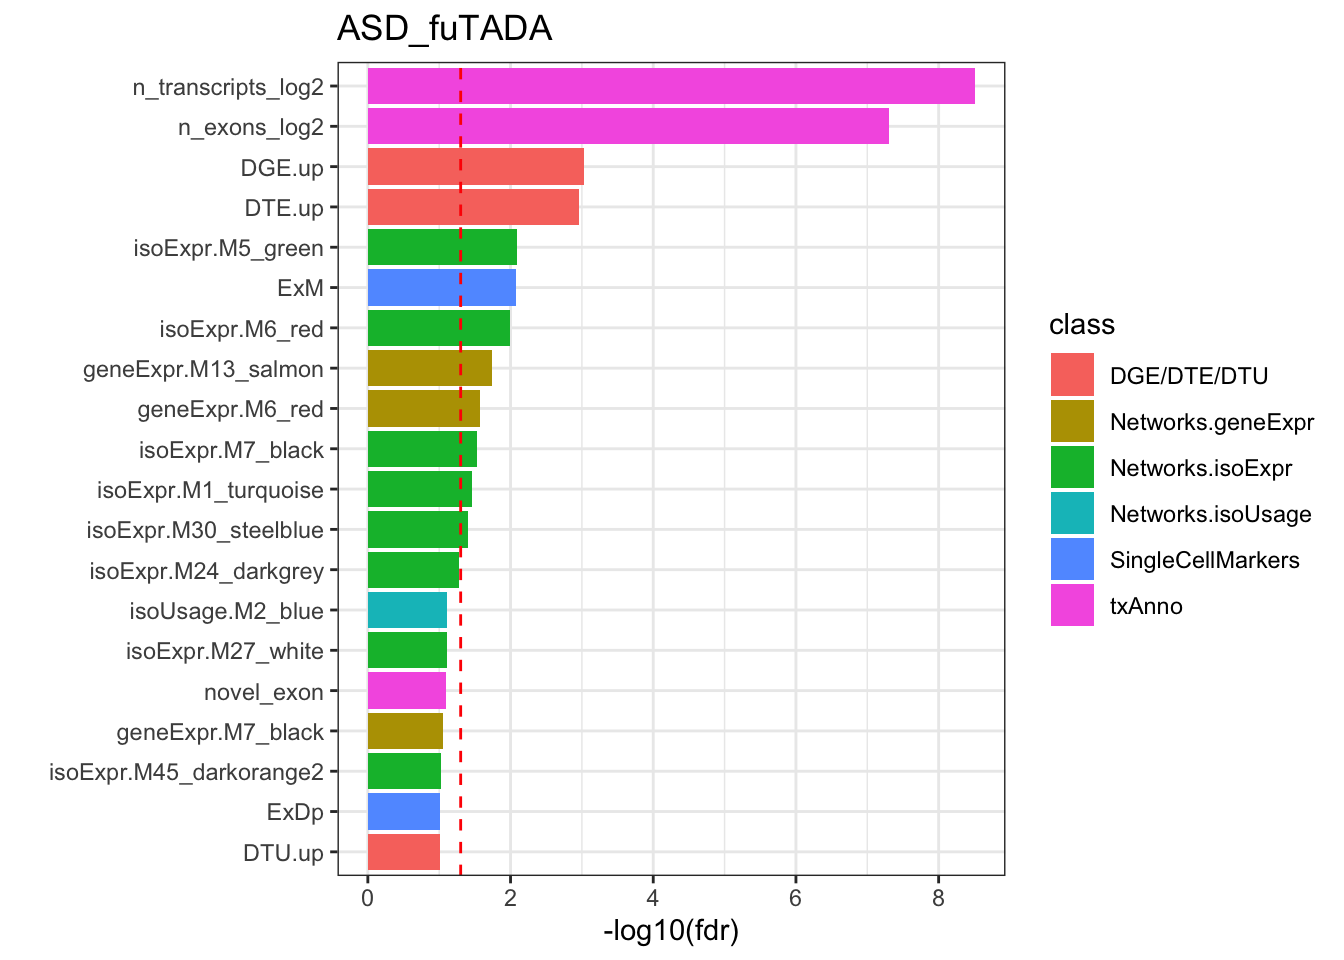 ASD_fuTADA
n_transcripts_log2
n_exons_log2
DGE.up
DTE.up
isoExpr.M5_green
ExM
isoExpr.M6_red
geneExpr.M13_salmon
geneExpr.M6_red
isoExpr.M7_black
isoExpr.M1_turquoise
isoExpr.M30_steelblue
isoExpr.M24_darkgrey
isoUsage.M2_blue
isoExpr.M27_white
novel_exon
geneExpr.M7_black
isoExpr.M45_darkorange2
ExDp
DTU.up
0 2 4 6 8
-log10(fdr)
class
DGE/DTE/DTU
Networks.geneExpr
Networks.isoExpr
Networks.isoUsage
SingleCellMarkers
txAnno